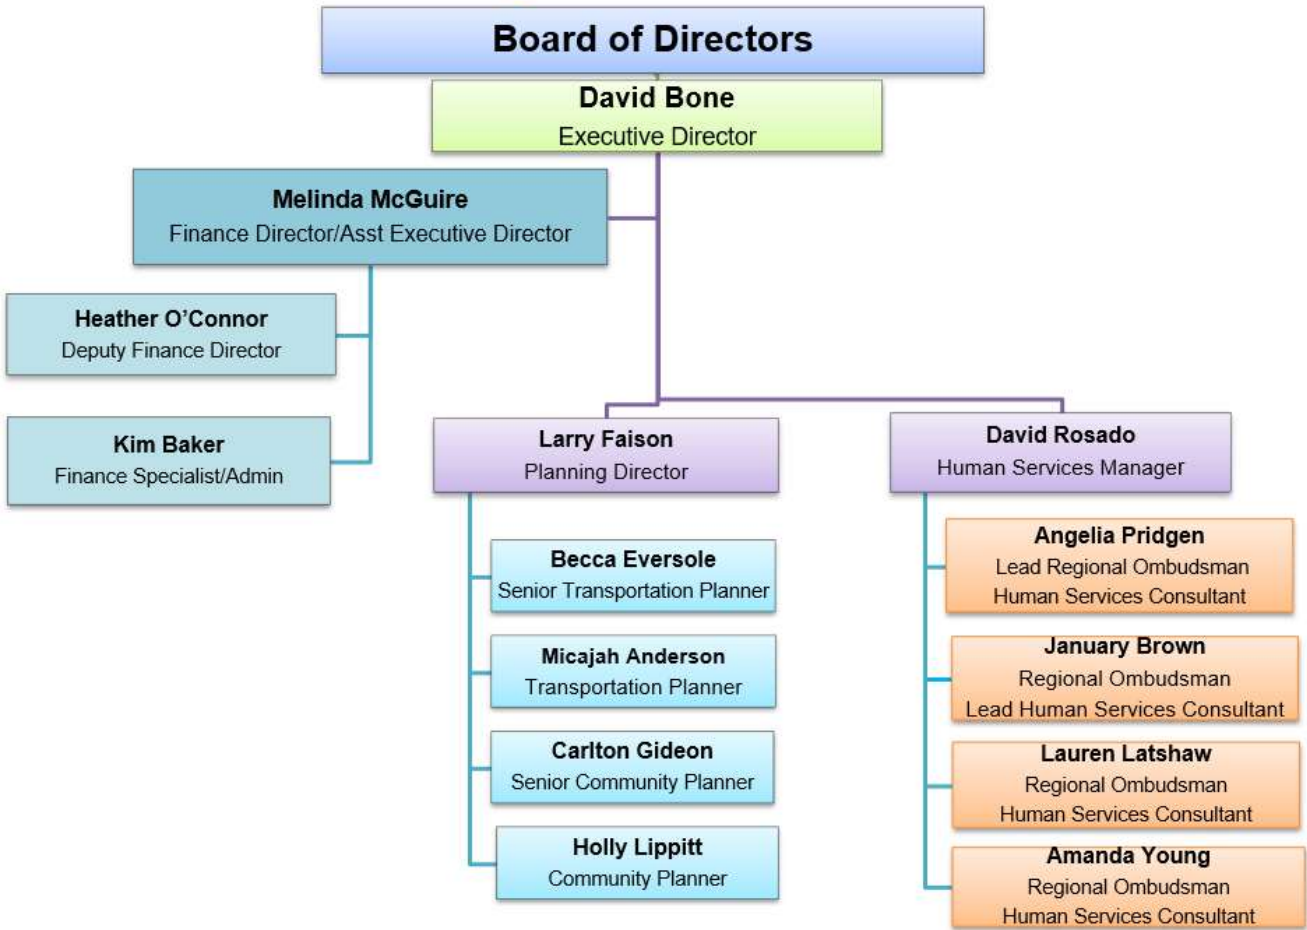 Board of Directors
David Bone
Executive Director
Melinda McGuire
Finance Director/Asst Executive Director
Heather O’Connor
Deputy Finance Director
Kim Baker
Finance Specialist/Admin
Larry Faison
Planning Director
Becca Eversole
Senior Transportation Planner
Micajah Anderson
Transportation Planner
Carlton Gideon
Senior Community Planner
Holly Lippitt
Community Planner
David Rosado
Human Services Manager
Angelia Pridgen
Lead Regional Ombudsman
Human Services Consultant
January Brown
Regional Ombudsman
Lead Human Services Consultant
Lauren Latshaw
Regional Ombudsman
Human Services Consultant
Amanda Young
Regional Ombudsman
Human Services Consultant